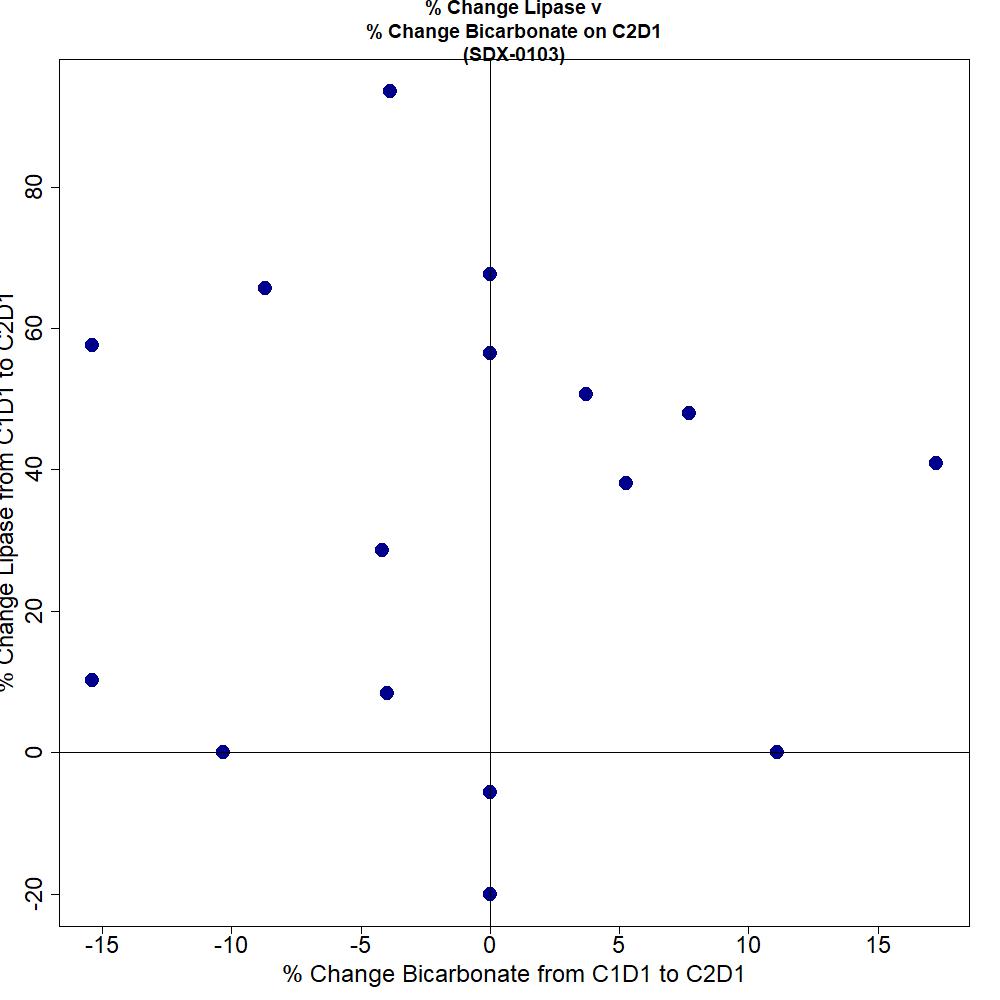 % Change Lipase v
% Change Bicarbonate on C2D1
(SDX-0103)
% Change Lipase from C1D1 to C2D1
80
60
40
20
0
-20
-15
-10
-5
0
5
10
15
% Change Bicarbonate from C1D1 to C2D1